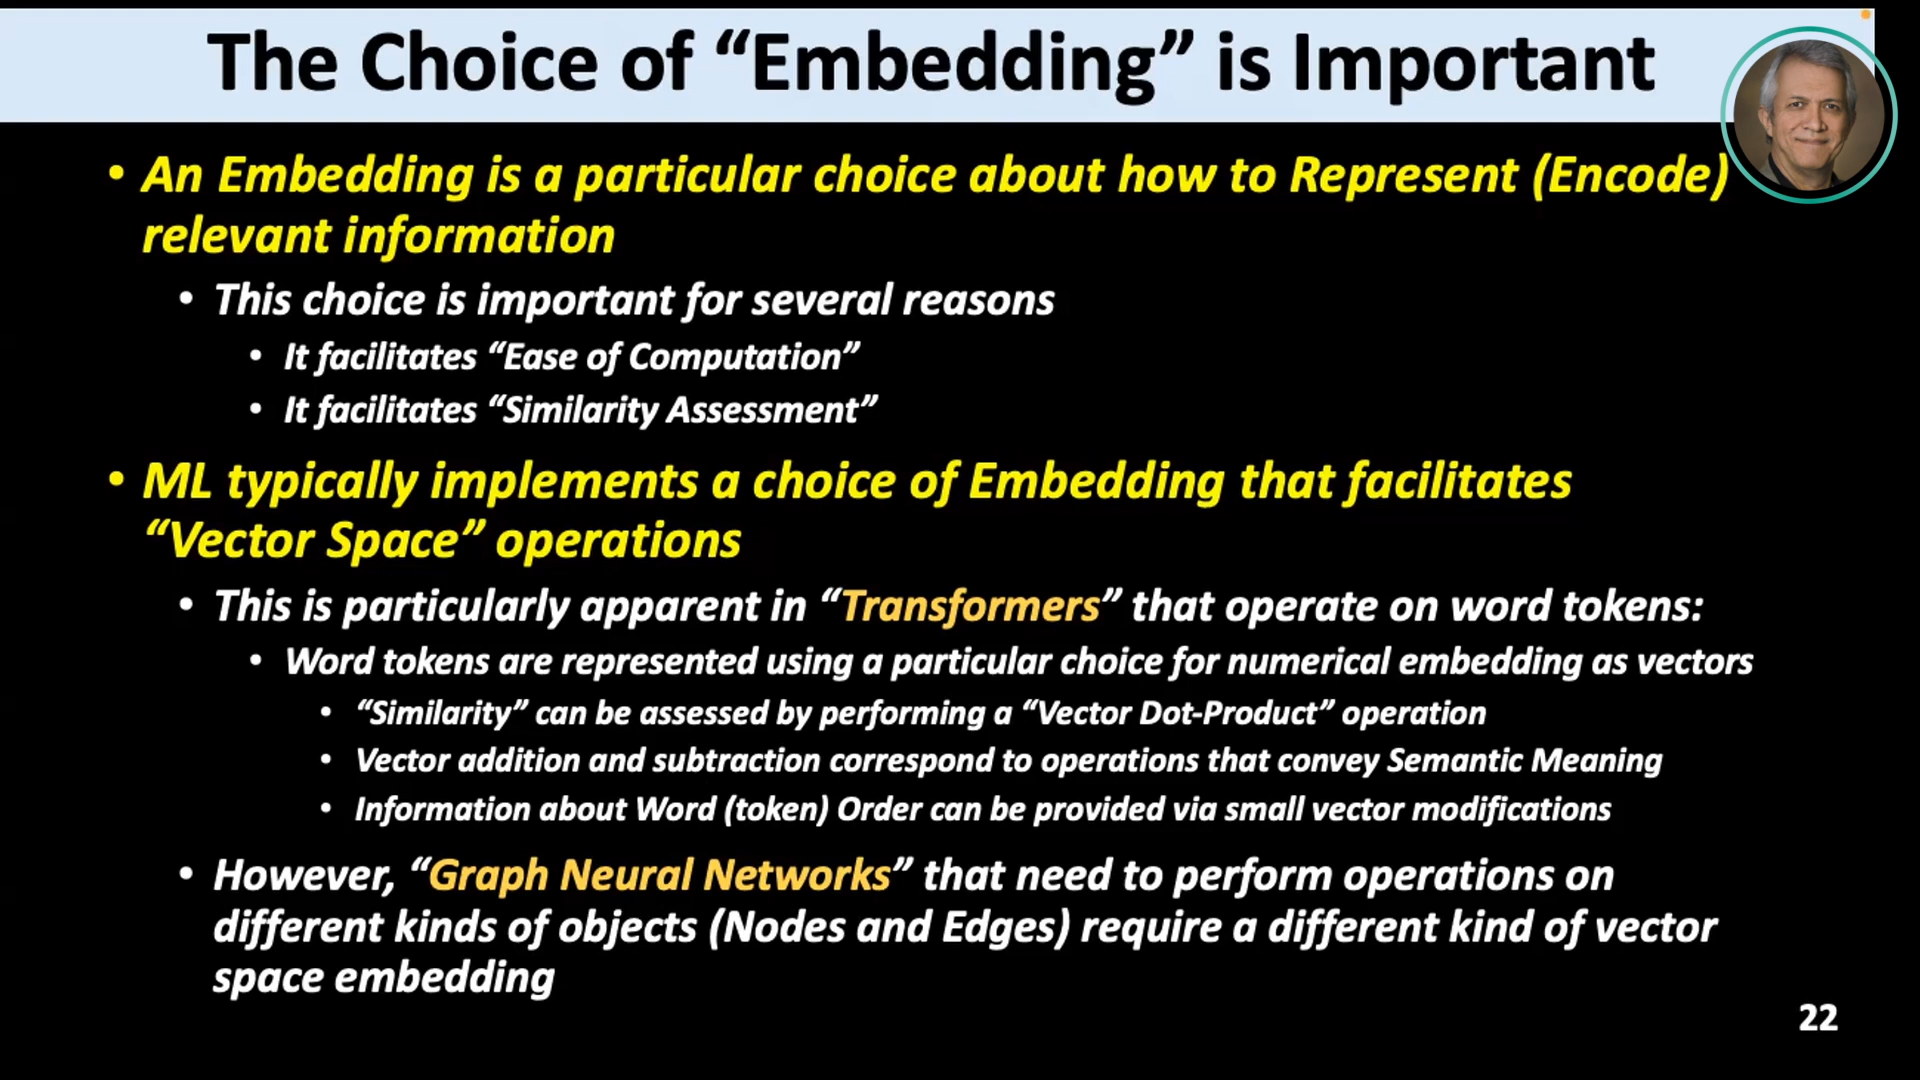 The Choice of “Embedding” is Important
• An Embedding is a particular choice about how to Represent (Encode)
relevant information
• This choice is important for several reasons
• It facilitates “Ease of Computation”
• It facilitates “Similarity Assessment”
• ML typically implements a choice of Embedding that facilitates
“Vector Space” operations
• This is particularly apparent in “Transformers” that operate on word tokens:
• Word tokens are represented using a particular choice for numerical embedding as vectors
• “Similarity” can be assessed by performing a “Vector Dot-Product” operation
• Vector addition and subtraction correspond to operations that convey Semantic Meaning
• Information about Word (token) Order can be provided via small vector modifications
• However, “Graph Neural Networks” that need to perform operations on
different kinds of objects (Nodes and Edges) require a different kind of vector
space embedding
22